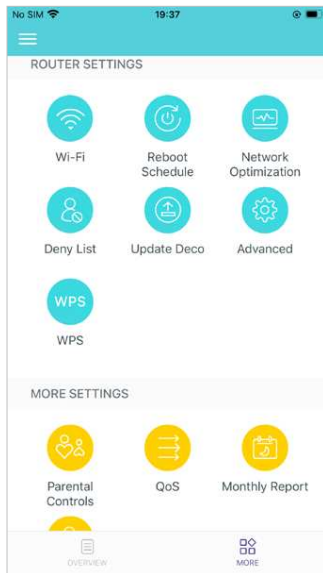 No SIM 19:37
ROUTER SETTINGS
Wi-Fi Reboot Network
Schedule Optimization
Deny List Update Deco Advanced
WPS
WPS
MORE SETTINGS
Parental QoS Monthly Report
Controls
OVERVIEW MORE